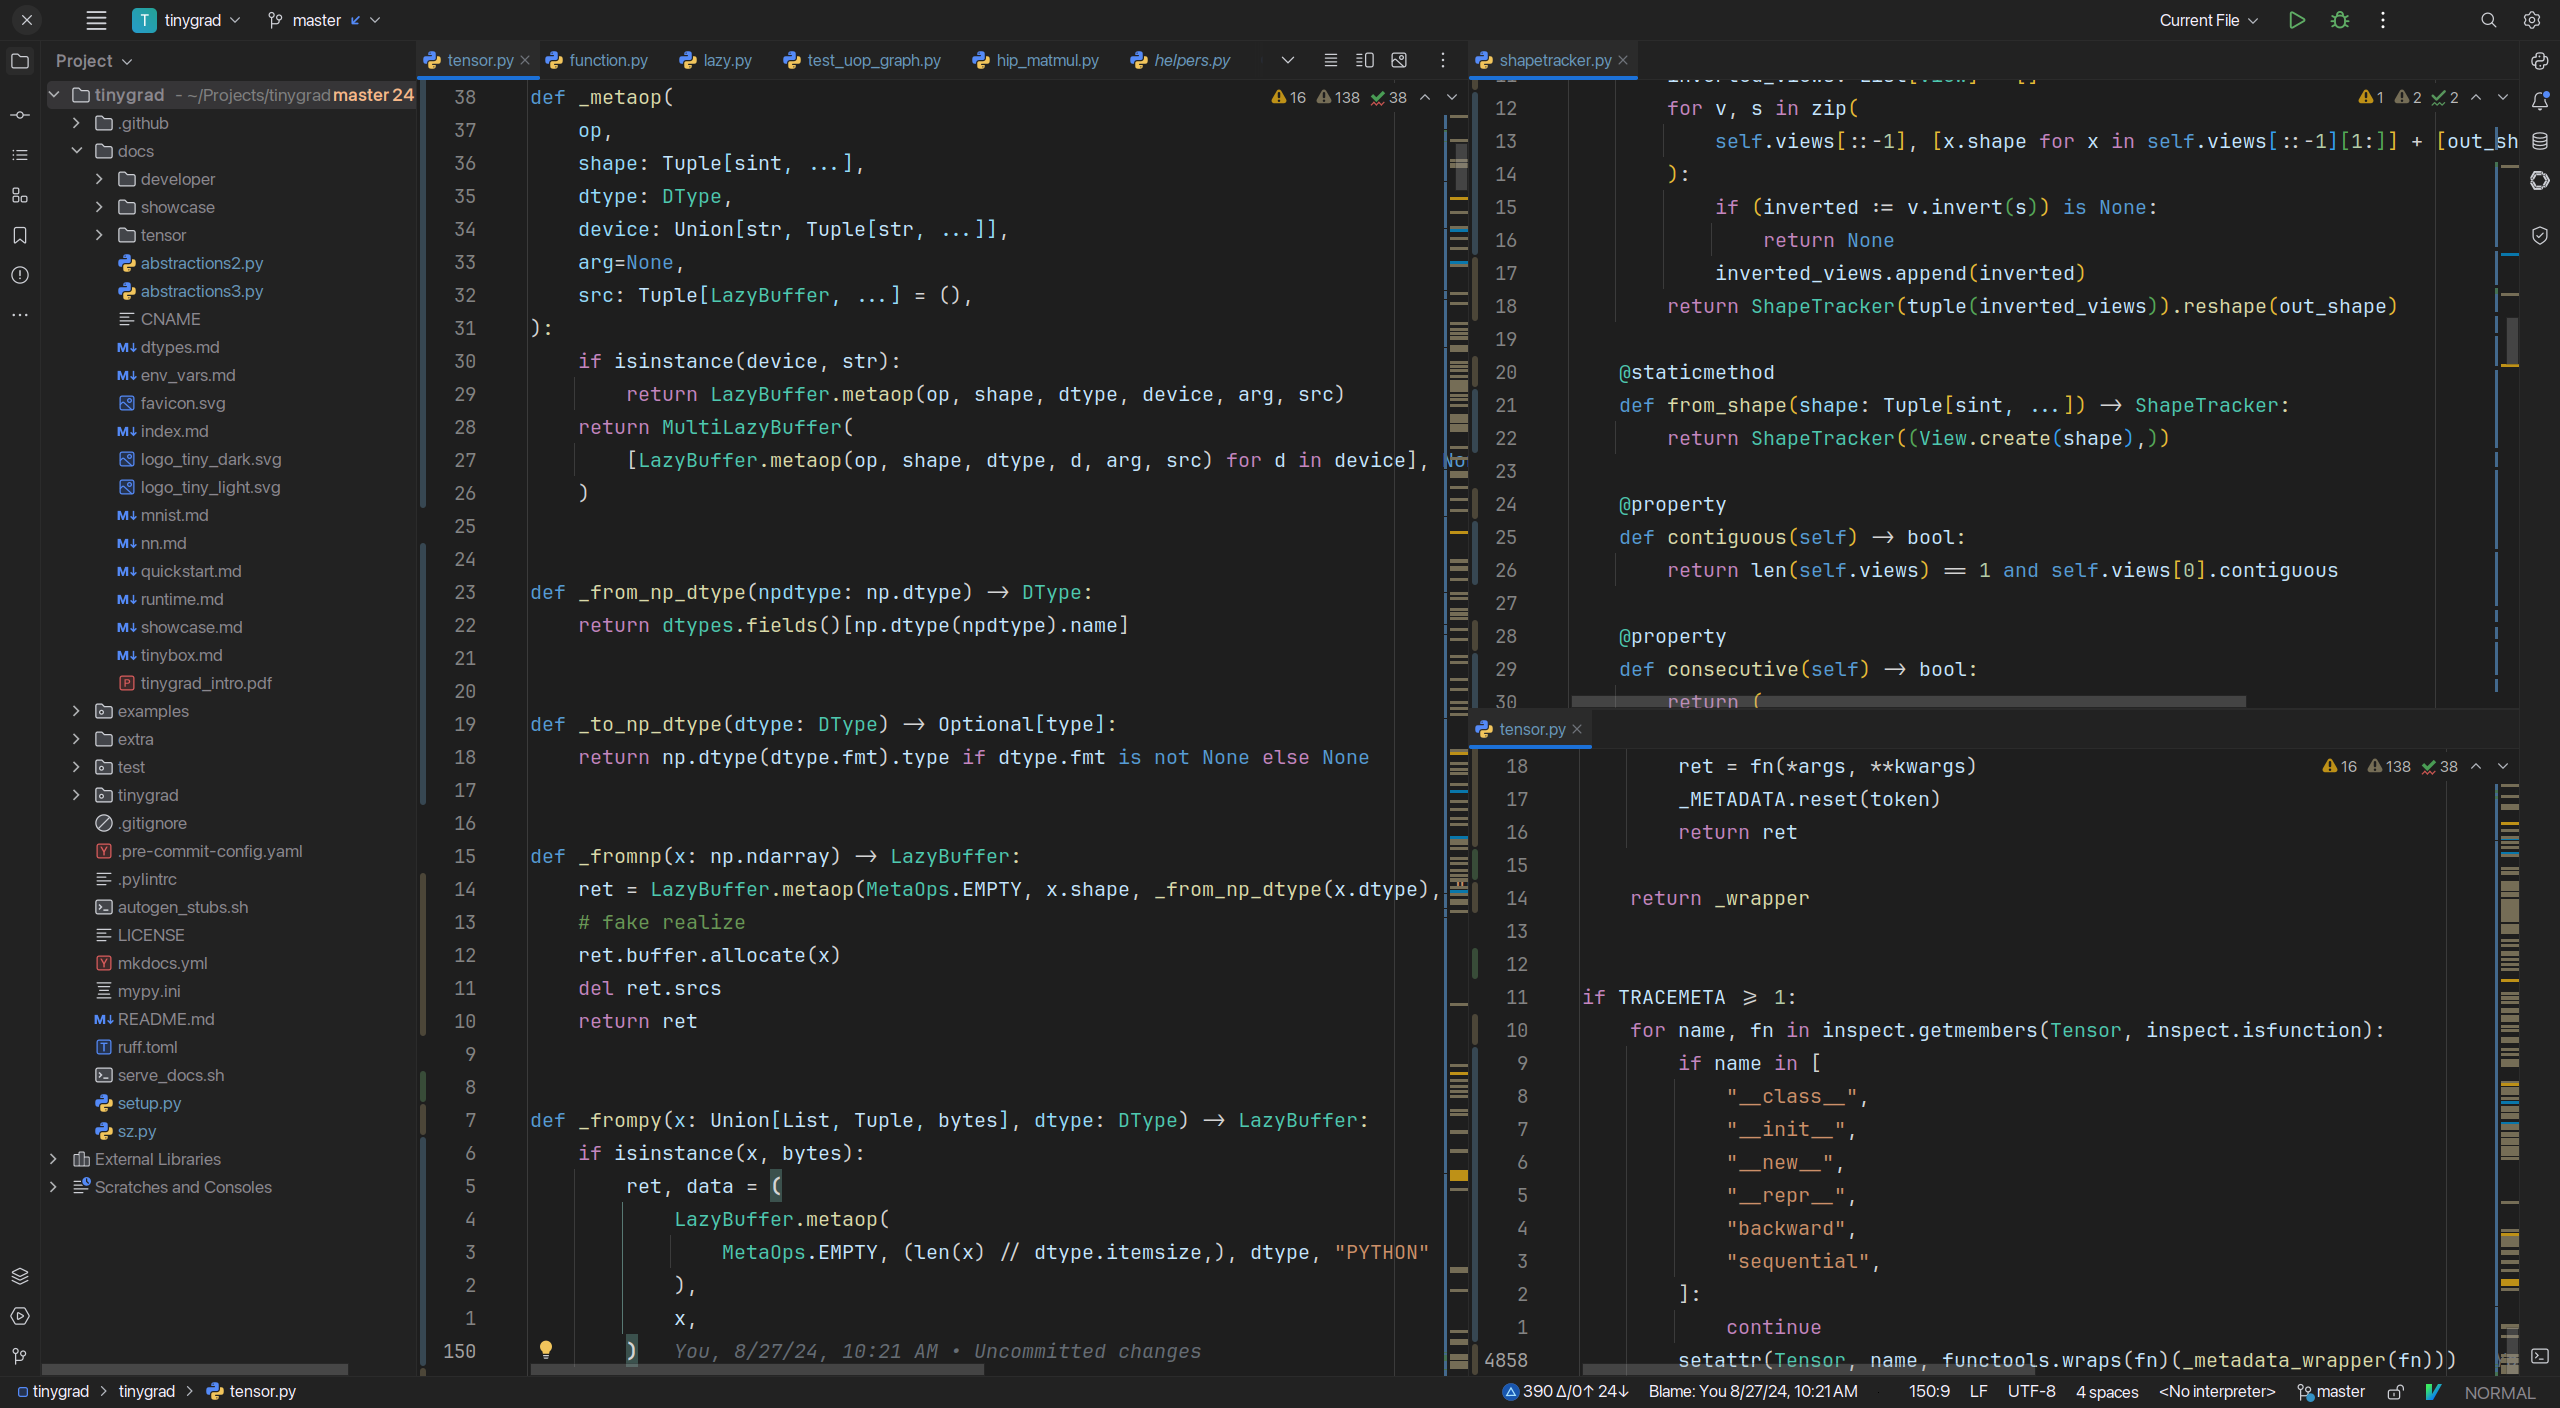 tinygrad
master
Current File
Project
tinygrad - ~/Projects/tinygrad master 24
.github
docs
developer
showcase
tensor
abstractions2.py
abstractions3.py
CNAME
dtypes.md
env_vars.md
favicon.svg
index.md
logo_tiny_dark.svg
logo_tiny_light.svg
mnist.md
nn.md
quickstart.md
runtime.md
showcase.md
tinybox.md
tinygrad_intro.pdf
examples
extra
test
tinygrad
.gitignore
.pre-commit-config.yaml
.pylintrc
autogen_stubs.sh
LICENSE
mkdocs.yml
mypy.ini
README.md
ruff.toml
serve_docs.sh
setup.py
sz.py
External Libraries
Scratches and Consoles
tensor.py function.py lazy.py test_uop_graph.py hip_matmul.py helpers.py
16 138 38
38 def _metaop(
37 op,
36 shape: Tuple[sint, ...],
35 dtype: DType,
34 device: Union[str, Tuple[str, ...]],
33 arg=None,
32 src: Tuple[LazyBuffer, ...] = (),
31 ):
30 if isinstance(device, str):
29 return LazyBuffer.metaop(op, shape, dtype, device, arg, src)
28 return MultiLazyBuffer(
27 [LazyBuffer.metaop(op, shape, dtype, d, arg, src) for d in device], No
26 )
25
24
23 def _from_np_dtype(npdtype: np.dtype) -> DType:
22 return dtypes.fields()[np.dtype(npdtype).name]
21
20
19 def _to_np_dtype(dtype: DType) -> Optional[type]:
18 return np.dtype(dtype.fmt).type if dtype.fmt is not None else None
17
16
15 def _fromnp(x: np.ndarray) -> LazyBuffer:
14 ret = LazyBuffer.metaop(MetaOps.EMPTY, x.shape, _from_np_dtype(x.dtype),
13 # fake realize
12 ret.buffer.allocate(x)
11 del ret.srcs
10 return ret
9
8
7 def _frompy(x: Union[List, Tuple, bytes], dtype: DType) -> LazyBuffer:
6 if isinstance(x, bytes):
5 ret, data = (
4 LazyBuffer.metaop(
3 MetaOps.EMPTY, (len(x) // dtype.itemsize,), dtype, "PYTHON"
2 ),
1 x,
150 ) You, 8/27/24, 10:21 AM • Uncommitted changes
shapetracker.py
1 2 2
12 for v, s in zip(
13 self.views[::-1], [x.shape for x in self.views[::-1][1:]] + [out_sh
14 ):
15 if (inverted := v.invert(s)) is None:
16 return None
17 inverted_views.append(inverted)
18 return ShapeTracker(tuple(inverted_views)).reshape(out_shape)
19
20 @staticmethod
21 def from_shape(shape: Tuple[sint, ...]) -> ShapeTracker:
22 return ShapeTracker((View.create(shape),))
23
24 @property
25 def contiguous(self) -> bool:
26 return len(self.views) == 1 and self.views[0].contiguous
27
28 @property
29 def consecutive(self) -> bool:
30 return (
tensor.py
16 138 38
18 ret = fn(*args, **kwargs)
17 _METADATA.reset(token)
16 return ret
15
14 return _wrapper
13
12
11 if TRACEMETA >= 1:
10 for name, fn in inspect.getmembers(Tensor, inspect.isfunction):
9 if name in [
8 "__class__",
7 "__init__",
6 "__new__",
5 "__repr__",
4 "backward",
3 "sequential",
2 ]:
1 continue
4858 setattr(Tensor, name, functools.wraps(fn)(_metadata_wrapper(fn)))
tinygrad > tinygrad > tensor.py
390 Δ/0↑ 24↓ Blame: You 8/27/24, 10:21 AM 150:9 LF UTF-8 4 spaces <No interpreter> master NORMAL